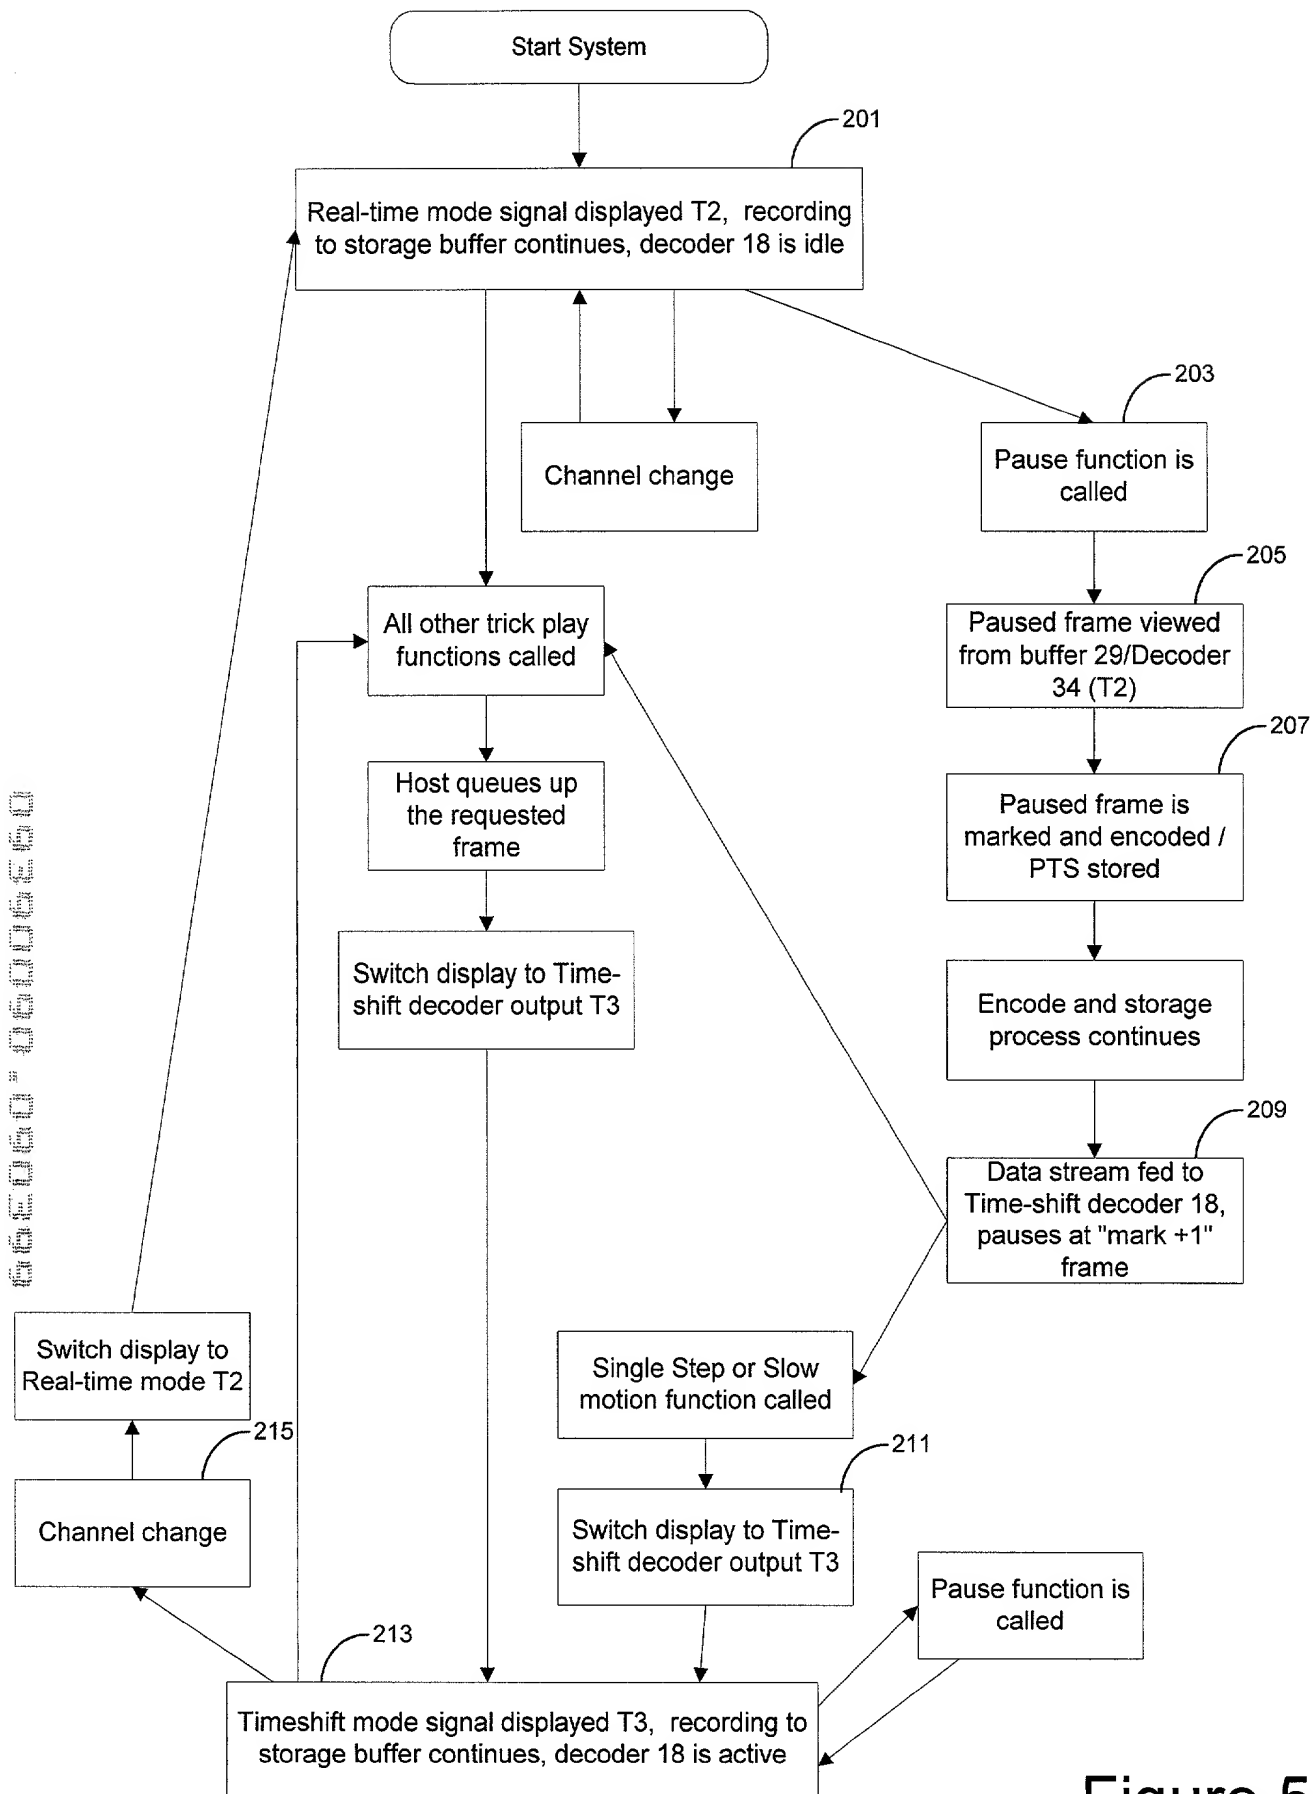 Start System
201
Real-time mode signal displayed T2, recording
to storage buffer continues, decoder 18 is idle
203
Channel change
Pause function is
called
205
All other trick play
functions called
Paused frame viewed
from buffer 29/Decoder
34 (T2)
207
Host queues up
the requested
frame
Paused frame is
marked and encoded /
PTS stored
Switch display to Time-
shift decoder output T3
Encode and storage
process continues
209
Data stream fed to
Time-shift decoder 18,
pauses at "mark +1"
frame
Switch display to
Real-time mode T2
Single Step or Slow
motion function called
215
211
Channel change
Switch display to Time-
shift decoder output T3
Pause function is
called
213
Timeshift mode signal displayed T3, recording to
storage buffer continues, decoder 18 is active
Figure 5